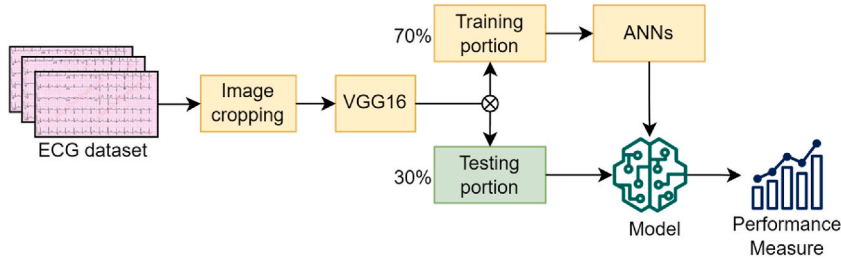 ECG dataset
Image
cropping
VGG16
70%
Training
portion
ANNs
30%
Testing
portion
Model
Performance
Measure